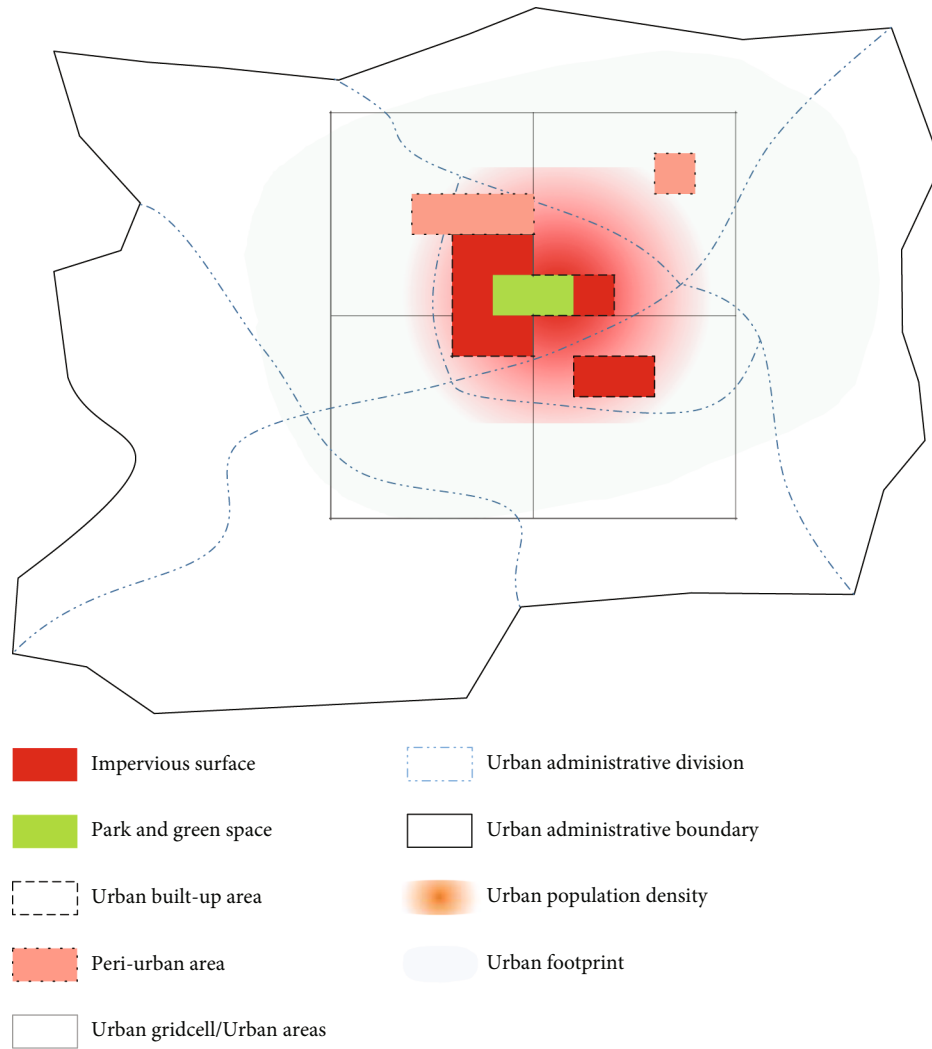 Impervious surface
Park and green space
Urban built-up area
Peri-urban area
Urban gridcell/Urban areas
Urban administrative division
Urban administrative boundary
Urban population density
Urban footprint